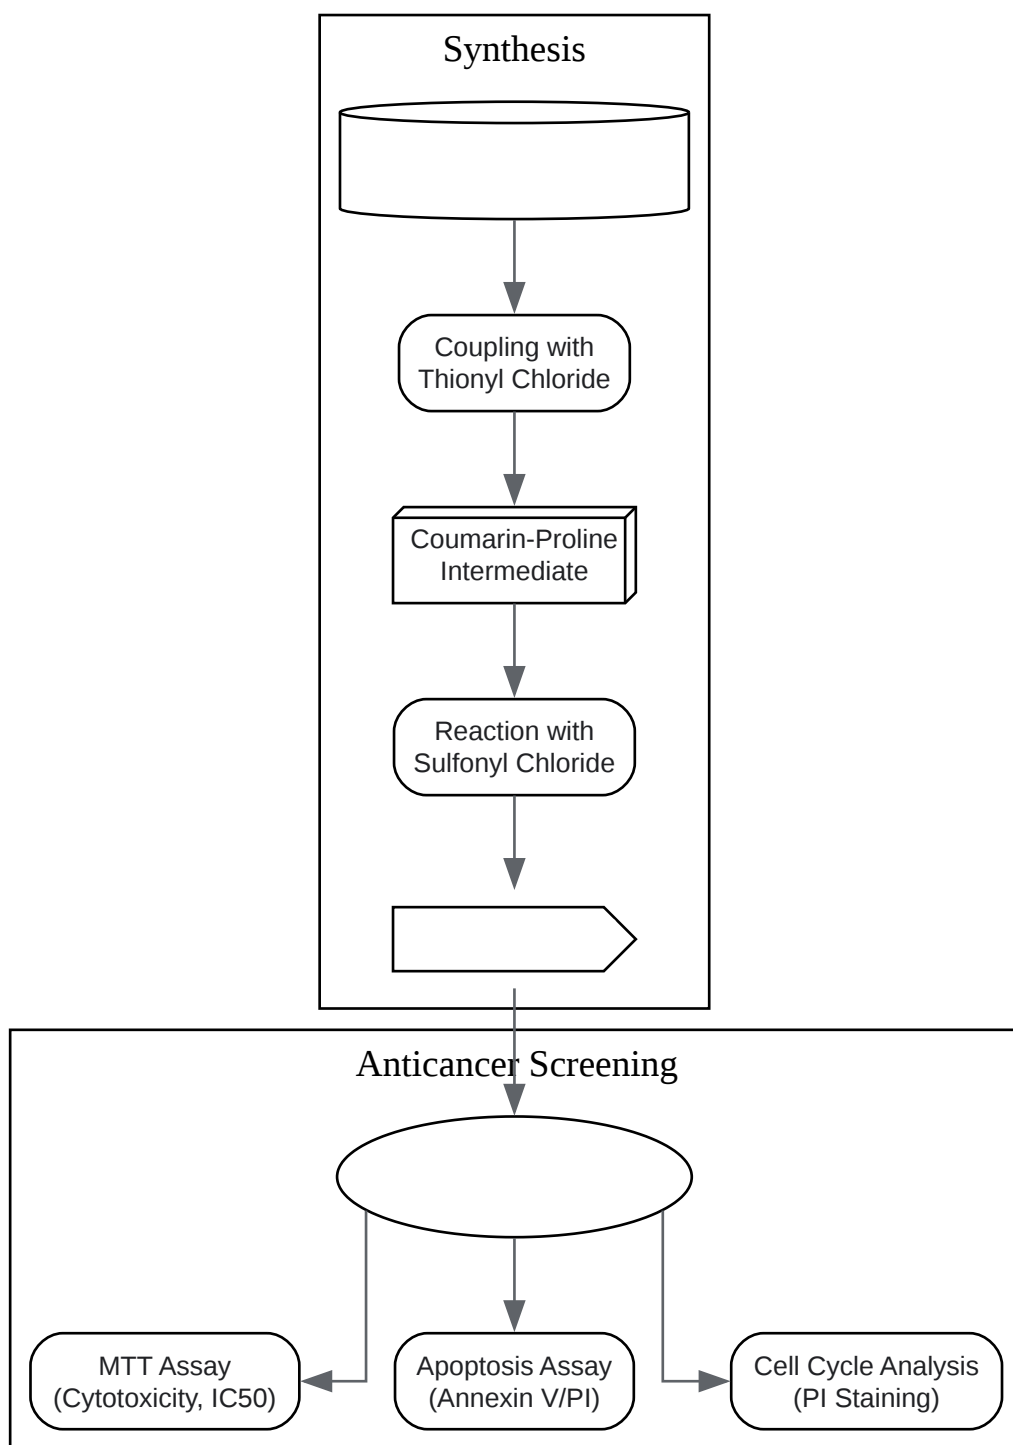 Synthesis
Coupling with
Thionyl Chloride
Coumarin-Proline
Intermediate
Reaction with
Sulfonyl Chloride
Anticancer Screening
MTT Assay
(Cytotoxicity, IC50)
Apoptosis Assay
(Annexin V/PI)
Cell Cycle Analysis
(PI Staining)